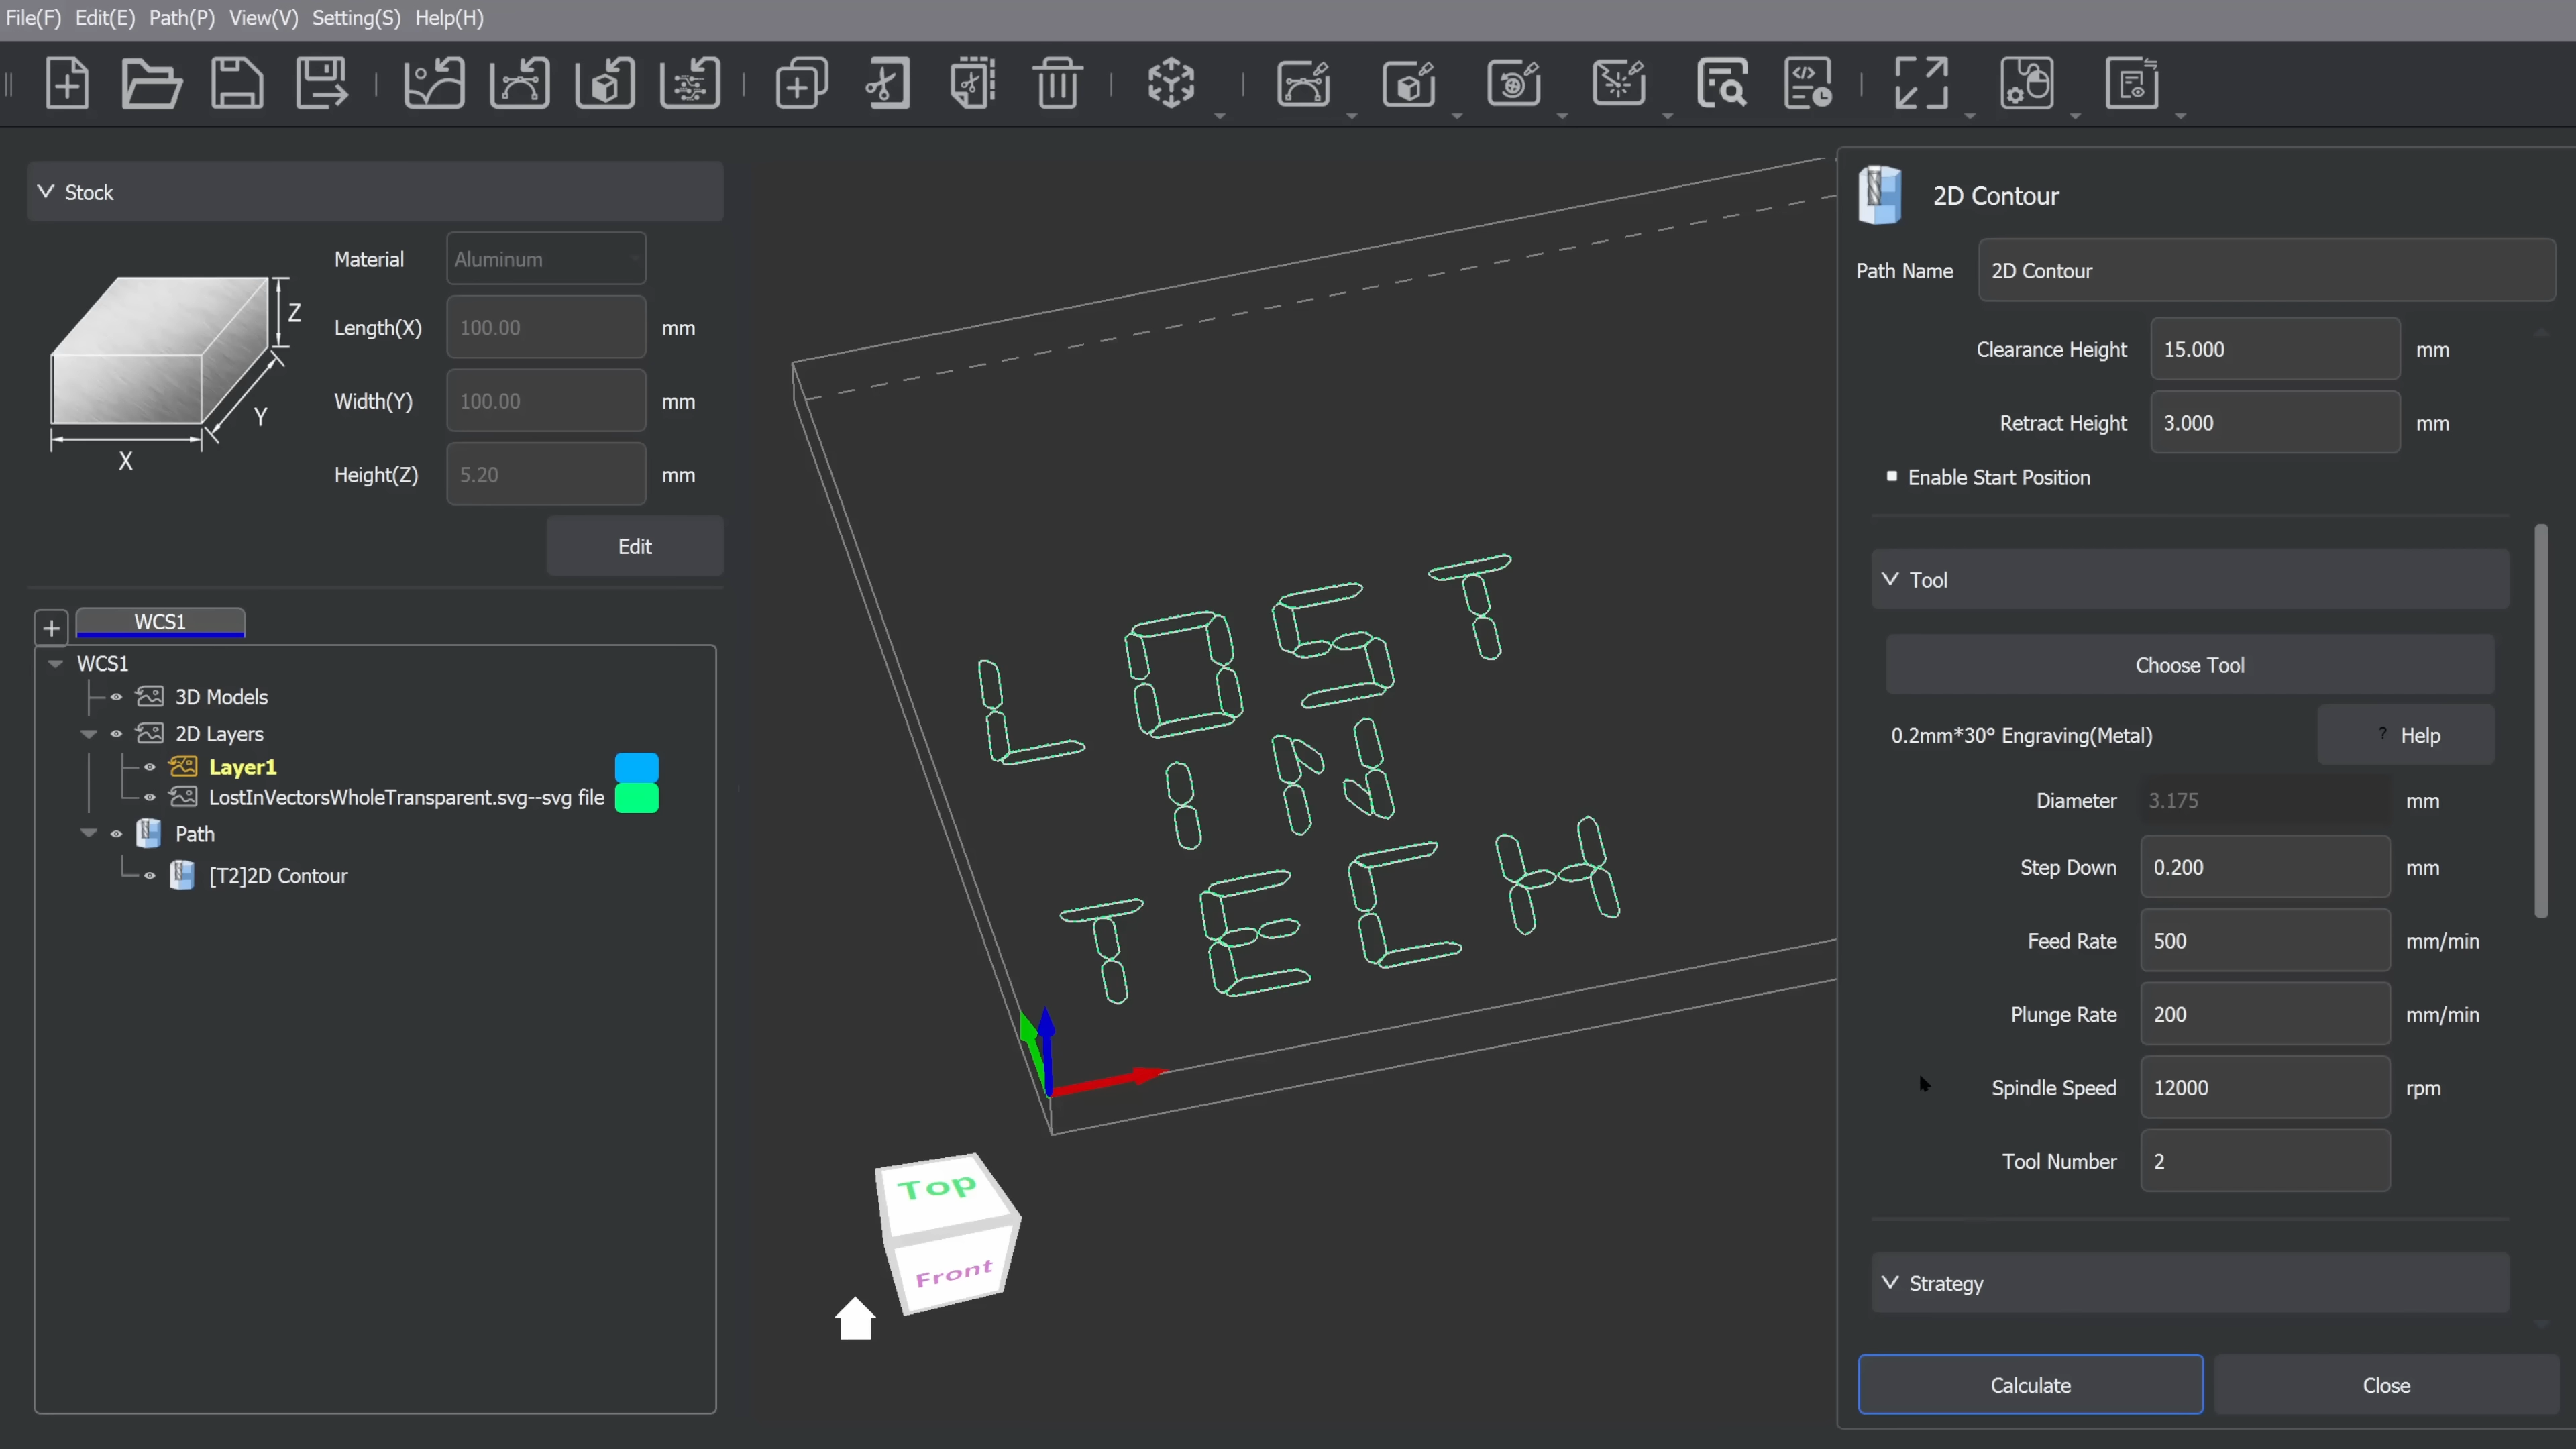 File(F) Edit(E) Path(P) View(V) Setting(S) Help(H)
Stock
Material Aluminum
Length(X) 100.00 mm
Width(Y) 100.00 mm
Height(Z) 5.20 mm
Z
Y
X
Edit
+ WCS1
WCS1
3D Models
2D Layers
Layer1
LostInVectorsWholeTransparent.svg--svg file
Path
[T2]2D Contour
LOST
IN
TECH
Top
Front
2D Contour
Path Name 2D Contour
Clearance Height 15.000 mm
Retract Height 3.000 mm
Enable Start Position
Tool
Choose Tool
0.2mm*30° Engraving(Metal) ? Help
Diameter 3.175 mm
Step Down 0.200 mm
Feed Rate 500 mm/min
Plunge Rate 200 mm/min
Spindle Speed 12000 rpm
Tool Number 2
Strategy
Calculate Close